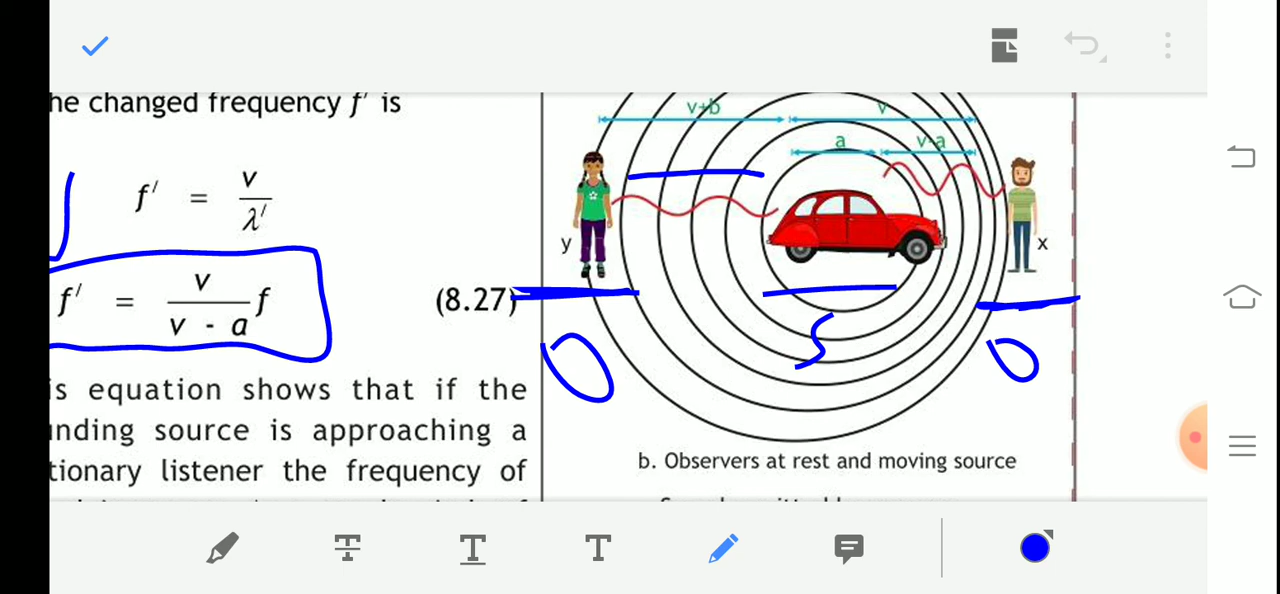 he changed frequency f' is
f' = v / λ'
f' = v / v - a f (8.27)
is equation shows that if the
nding source is approaching a
tionary listener the frequency of
v+b v
a v-a
y x
S
O O
b. Observers at rest and moving source
T T T